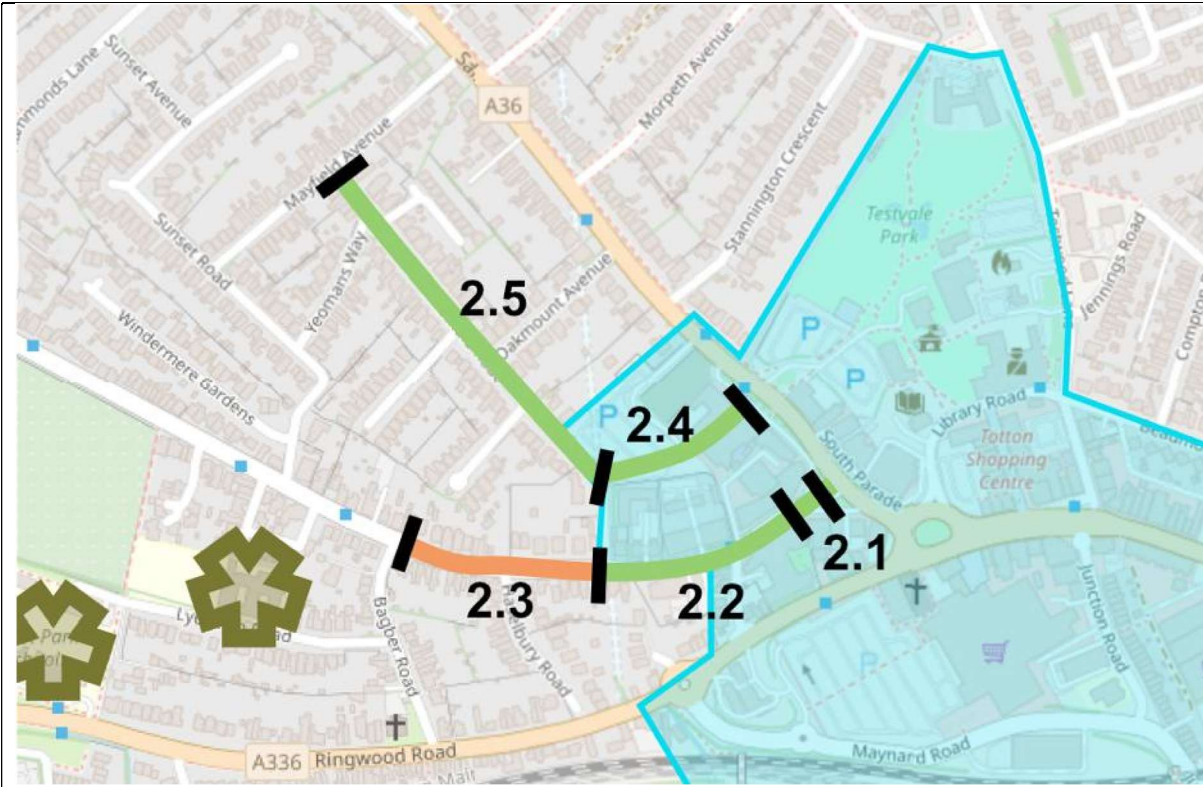 Sunset Avenue
A36
Morpeth Avenue
Stannington Crescent
Mayfield Avenue
Testvale
Park
Jennings Road
Sunset Road
Yeomans Way
2.5
Oakmount Avenue
Windermere Gardens
P
P
P
2.4
Library Road
South Parade
Totton
Shopping
Centre
2.1
2.3
2.2
Bagber Road
Junction Road
P
A336
Ringwood Road
Maynard Road